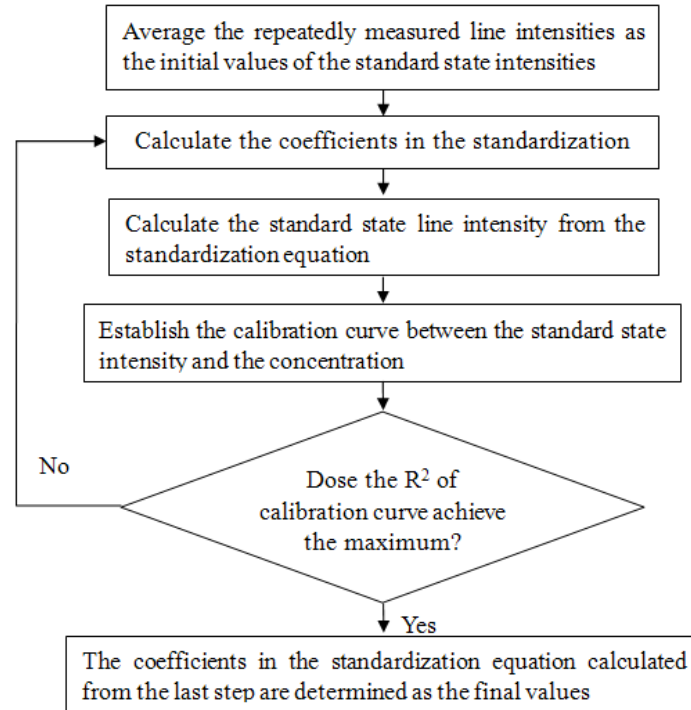 Average the repeatedly measured line intensities as
the initial values of the standard state intensities
Calculate the coefficients in the standardization
Calculate the standard state line intensity from the
standardization equation
Establish the calibration curve between the standard state
intensity and the concentration
No
Dose the R² of
calibration curve achieve
the maximum?
Yes
The coefficients in the standardization equation calculated
from the last step are determined as the final values